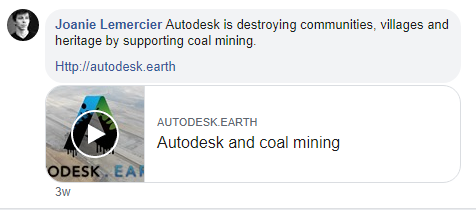 Joanie Lemercier Autodesk is destroying communities, villages and
heritage by supporting coal mining.
Http://autodesk.earth
AUTODESK.EARTH
Autodesk and coal mining
ODESK.EAR
3w